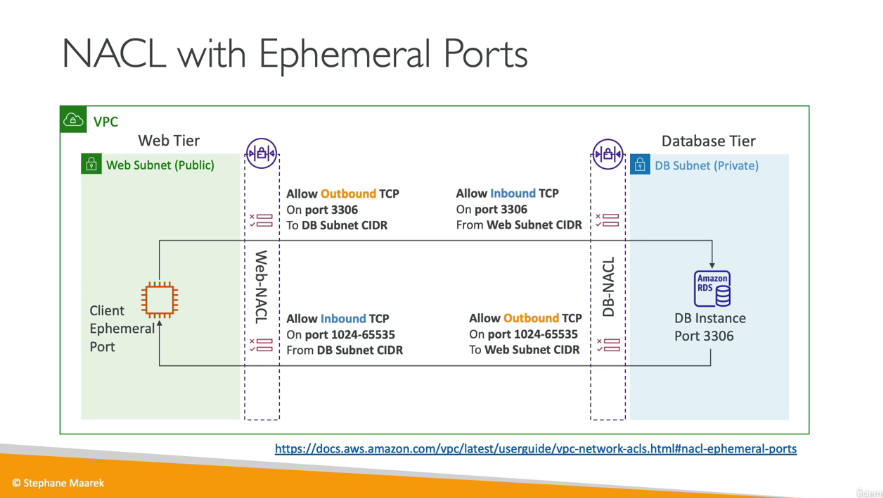 NACL with Ephemeral Ports
VPC
Web Tier
Database Tier
Web Subnet (Public)
DB Subnet (Private)
Allow Outbound TCP
On port 3306
To DB Subnet CIDR
Allow Inbound TCP
On port 3306
From Web Subnet CIDR
Web-NACL
DB-NACL
Amazon
RDS
Client
Ephemeral
Port
DB Instance
Port 3306
Allow Inbound TCP
On port 1024-65535
From DB Subnet CIDR
Allow Outbound TCP
On port 1024-65535
To Web Subnet CIDR
https://docs.aws.amazon.com/vpc/latest/userguide/vpc-network-acls.html#nacl-ephemeral-ports
© Stephane Maarek
ûdemy